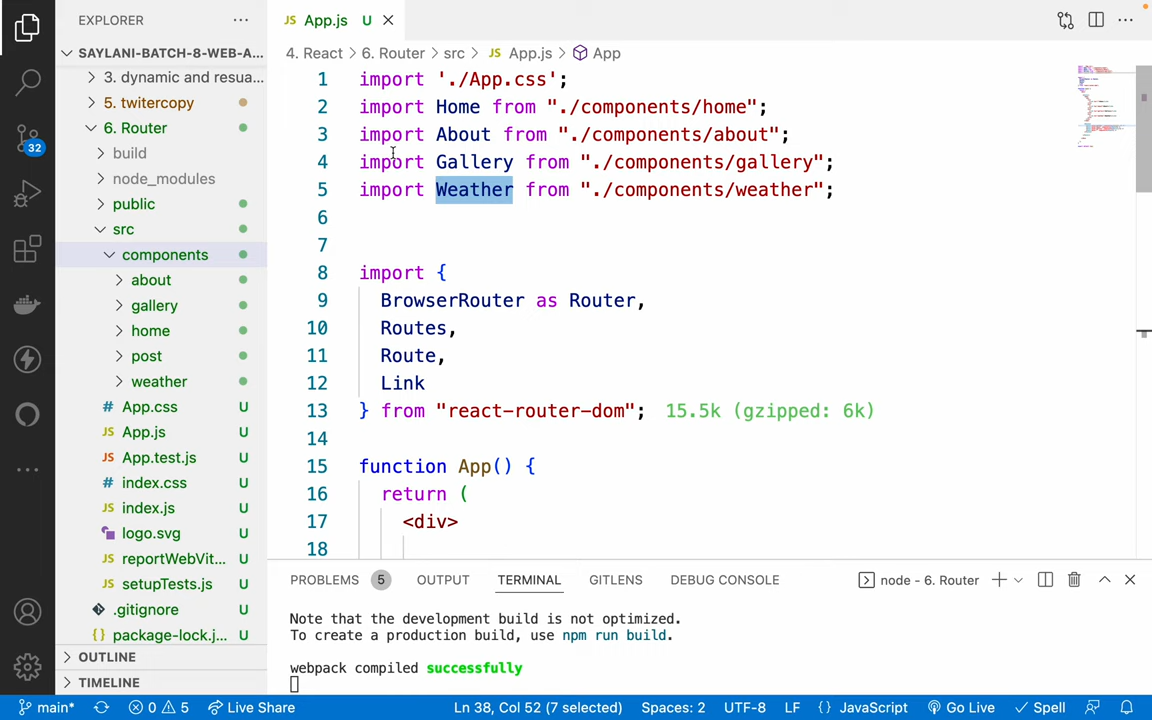 EXPLORER
SAYLANI-BATCH-8-WEB-A...
3. dynamic and resua...
5. twitercopy
6. Router
build
node_modules
public
src
components
about
gallery
home
post
weather
# App.css U
JS App.js U
JS App.test.js U
# index.css U
JS index.js U
logo.svg U
JS reportWebVit... U
JS setupTests.js U
.gitignore U
{} package-lock.j... U
OUTLINE
TIMELINE
32
JS App.js U
4. React > 6. Router > src > JS App.js > App
1 import './App.css';
2 import Home from "./components/home";
3 import About from "./components/about";
4 import Gallery from "./components/gallery";
5 import Weather from "./components/weather";
6
7
8 import {
9 BrowserRouter as Router,
10 Routes,
11 Route,
12 Link
13 } from "react-router-dom"; 15.5k (gzipped: 6k)
14
15 function App() {
16 return (
17 <div>
18
PROBLEMS 5 OUTPUT TERMINAL GITLENS DEBUG CONSOLE node - 6. Router
Note that the development build is not optimized.
To create a production build, use npm run build.
webpack compiled successfully
main* 0 5 Live Share Ln 38, Col 52 (7 selected) Spaces: 2 UTF-8 LF {} JavaScript Go Live Spell